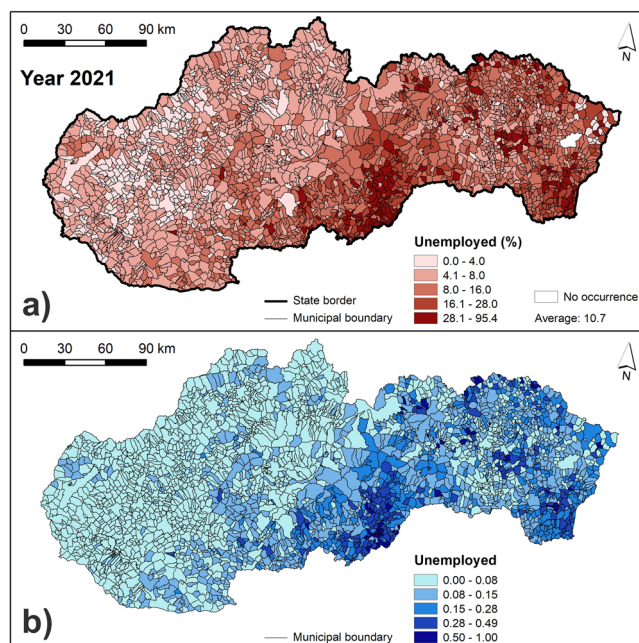 0 30 60 90 km
N
Year 2021
Unemployed (%)
0.0 - 4.0
4.1 - 8.0
8.0 - 16.0
16.1 - 28.0
28.1 - 95.4
State border
Municipal boundary
No occurrence
Average: 10.7
a)
0 30 60 90 km
N
Unemployed
0.00 - 0.08
0.08 - 0.15
0.15 - 0.28
0.28 - 0.49
0.50 - 1.00
Municipal boundary
b)